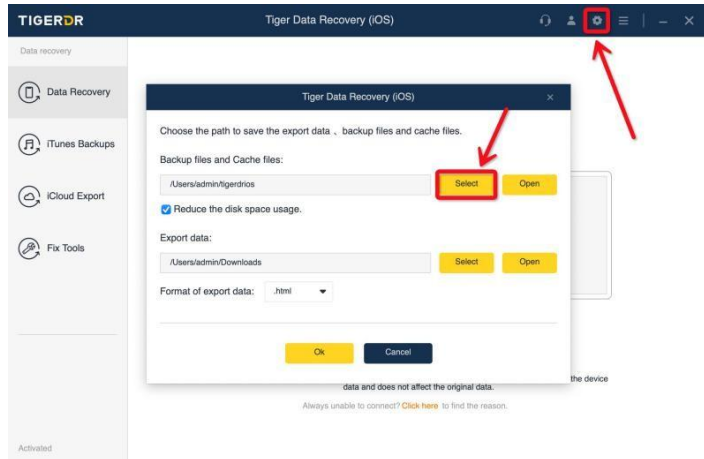 TIGERDR
Tiger Data Recovery (iOS)
Data recovery
Data Recovery
iTunes Backups
iCloud Export
Fix Tools
Activated
Tiger Data Recovery (iOS)
Choose the path to save the export data 、backup files and cache files.
Backup files and Cache files:
/Users/admin/tigerdrios
Select
Open
Reduce the disk space usage.
Export data:
/Users/admin/Downloads
Select
Open
Format of export data:
.html
Ok
Cancel
the device
data and does not affect the original data.
Always unable to connect? Click here to find the reason.